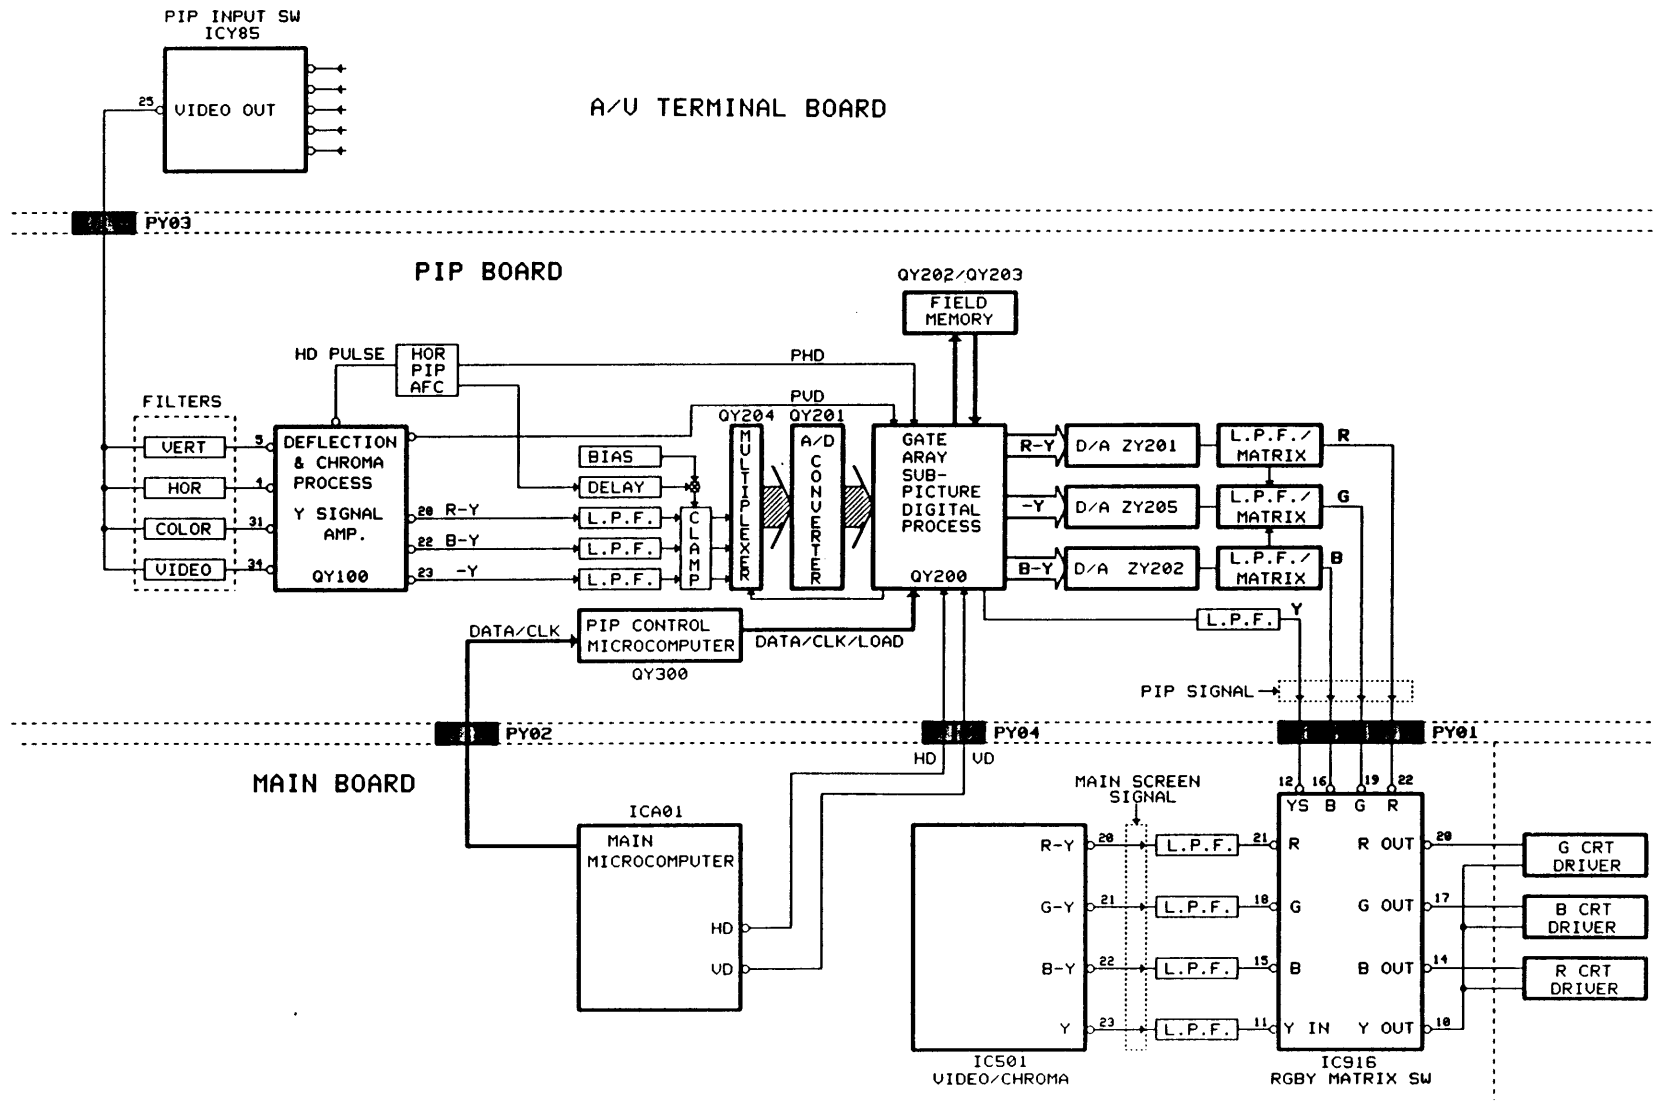 PIP INPUT SW
ICY85
25
VIDEO OUT
A/V TERMINAL BOARD
PY03
PIP BOARD
QY202/QY203
FIELD
MEMORY
HD PULSE
HOR
PIP
AFC
PHD
PVD
FILTERS
VERT
HOR
COLOR
VIDEO
5
4
31
34
DEFLECTION
& CHROMA
PROCESS
Y SIGNAL
AMP.
QY100
20 R-Y
22 B-Y
23 -Y
BIAS
DELAY
L.P.F.
L.P.F.
L.P.F.
CLAMP
QY204
MULTIPLEXER
QY201
A/D
CONVERTER
GATE
ARAY
SUB-
PICTURE
DIGITAL
PROCESS
QY200
R-Y
-Y
B-Y
D/A ZY201
D/A ZY205
D/A ZY202
L.P.F./
MATRIX
L.P.F./
MATRIX
L.P.F./
MATRIX
R
G
B
L.P.F.
Y
DATA/CLK
PIP CONTROL
MICROCOMPUTER
QY300
DATA/CLK/LOAD
PIP SIGNAL
PY02
PY04
PY01
HD
VD
MAIN BOARD
ICA01
MAIN
MICROCOMPUTER
HD
VD
MAIN SCREEN
SIGNAL
R-Y 20
G-Y 21
B-Y 22
Y 23
IC501
VIDEO/CHROMA
L.P.F.
L.P.F.
L.P.F.
L.P.F.
12 16 19 22
YS B G R
21 R R OUT 20
18 G G OUT 17
15 B B OUT 14
11 Y IN Y OUT 10
IC916
RGBY MATRIX SW
G CRT
DRIVER
B CRT
DRIVER
R CRT
DRIVER